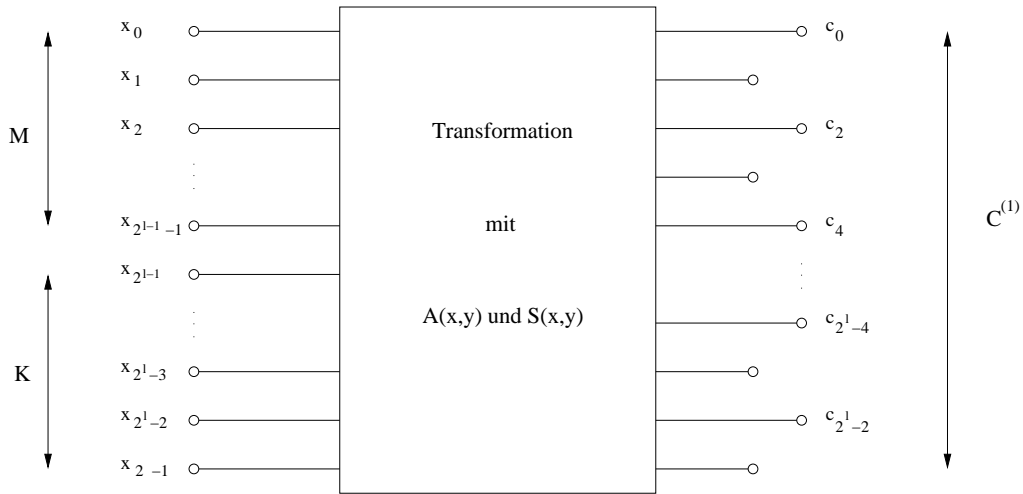 x_0
x_1
x_2
x_{2^{l-1}-1}
x_{2^{l-1}}
x_{2^l-3}
x_{2^l-2}
x_{2 -1}
M
K
Transformation
mit
A(x,y) und S(x,y)
c_0
c_2
c_4
c_{2^l-4}
c_{2^l-2}
C^{(1)}